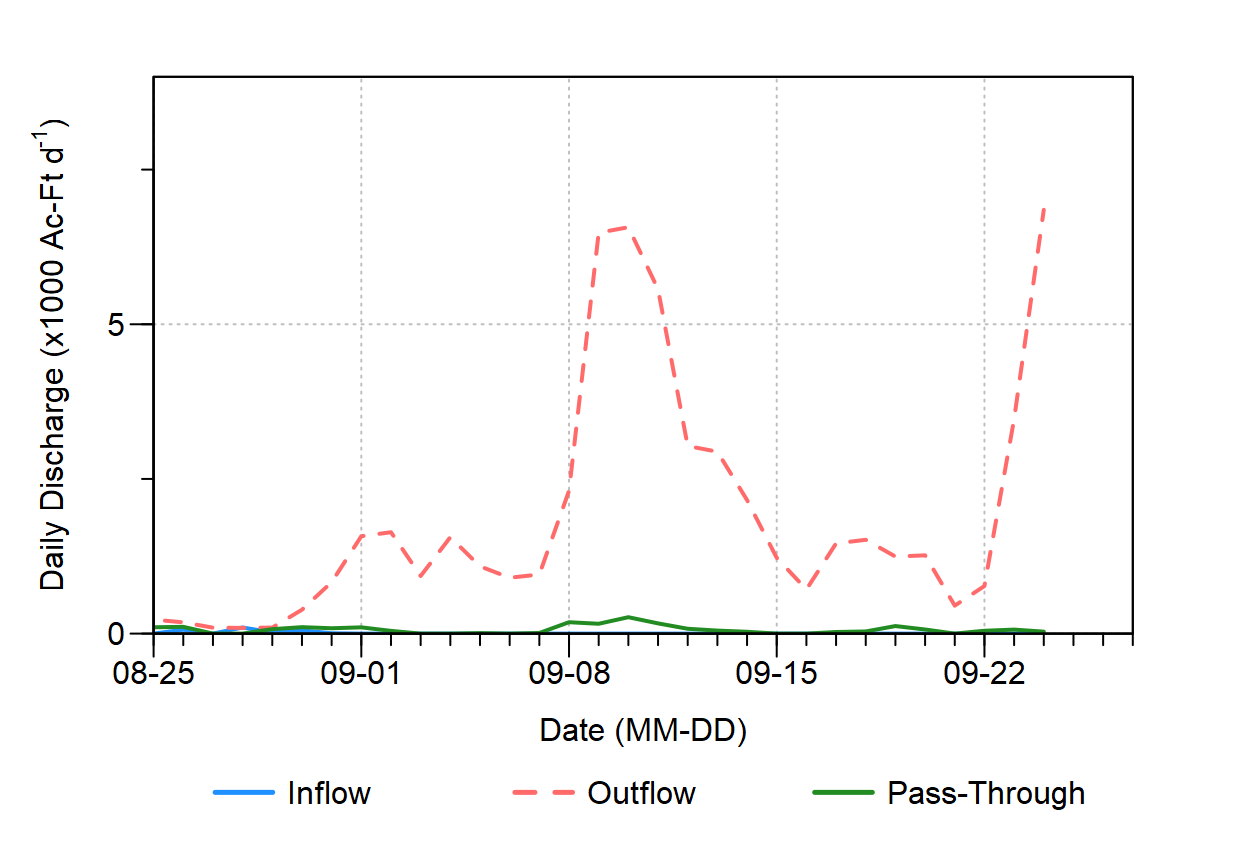 Daily Discharge (x1000 Ac-Ft d-1)
5
0
08-25 09-01 09-08 09-15 09-22
Date (MM-DD)
Inflow Outflow Pass-Through